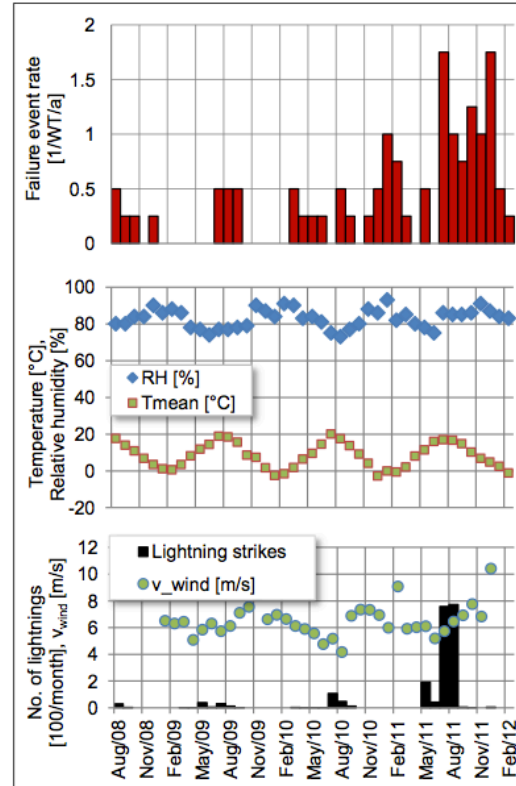 2
1.5
1
0.5
0
Failure event rate
[1/WT/a]
100
80
60
40
20
0
-20
Temperature [°C],
Relative humidity [%]
RH [%]
Tmean [°C]
12
10
8
6
4
2
0
No. of lightnings
[100/month], v_wind [m/s]
Lightning strikes
v_wind [m/s]
Aug/08
Nov/08
Feb/09
May/09
Aug/09
Nov/09
Feb/10
May/10
Aug/10
Nov/10
Feb/11
May/11
Aug/11
Nov/11
Feb/12